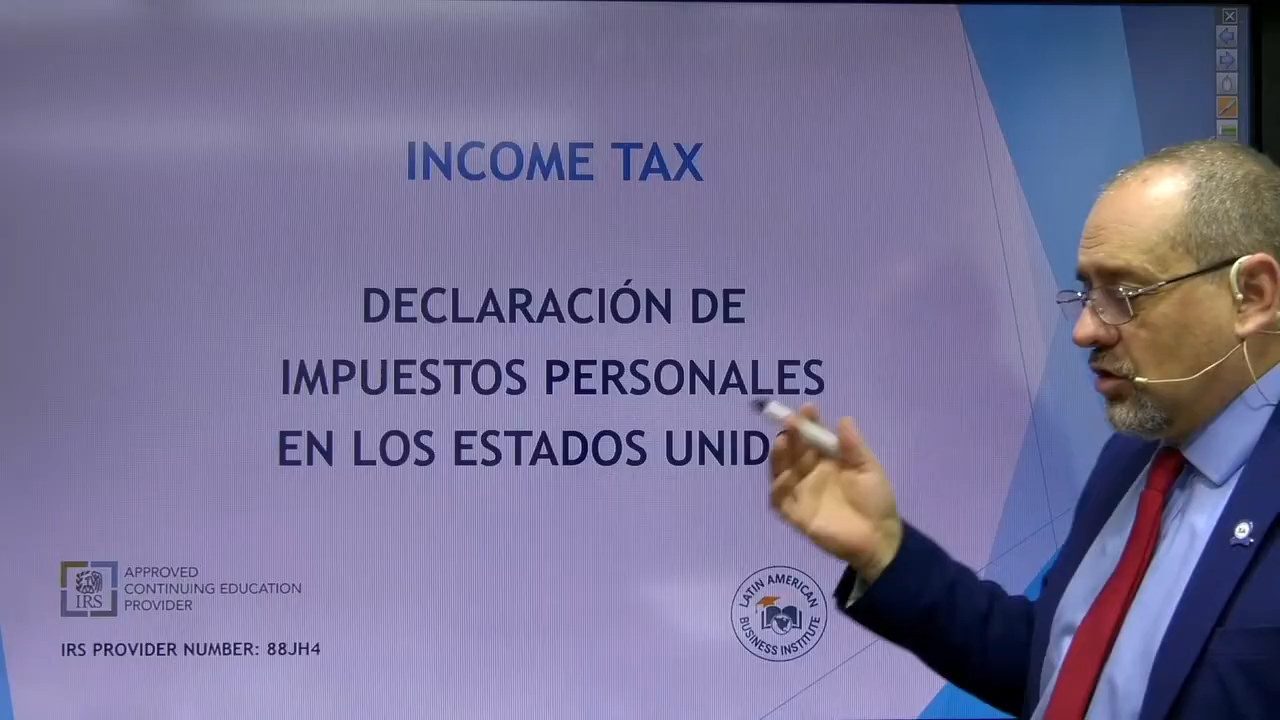 INCOME TAX
DECLARACIÓN DE
IMPUESTOS PERSONALES
EN LOS ESTADOS UNID
IRS
APPROVED
CONTINUING EDUCATION
PROVIDER
IRS PROVIDER NUMBER: 88JH4
LATIN AMERICAN
BUSINESS INSTITUTE